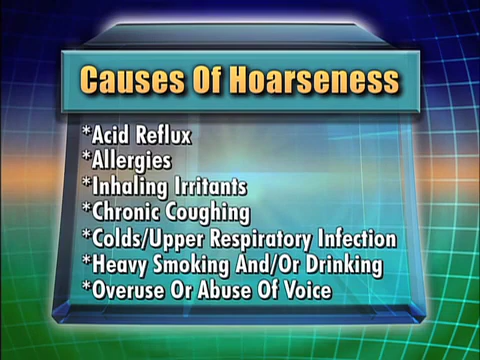 Causes Of Hoarseness
*Acid Reflux
*Allergies
*Inhaling Irritants
*Chronic Coughing
*Colds/Upper Respiratory Infection
*Heavy Smoking And/Or Drinking
*Overuse Or Abuse Of Voice